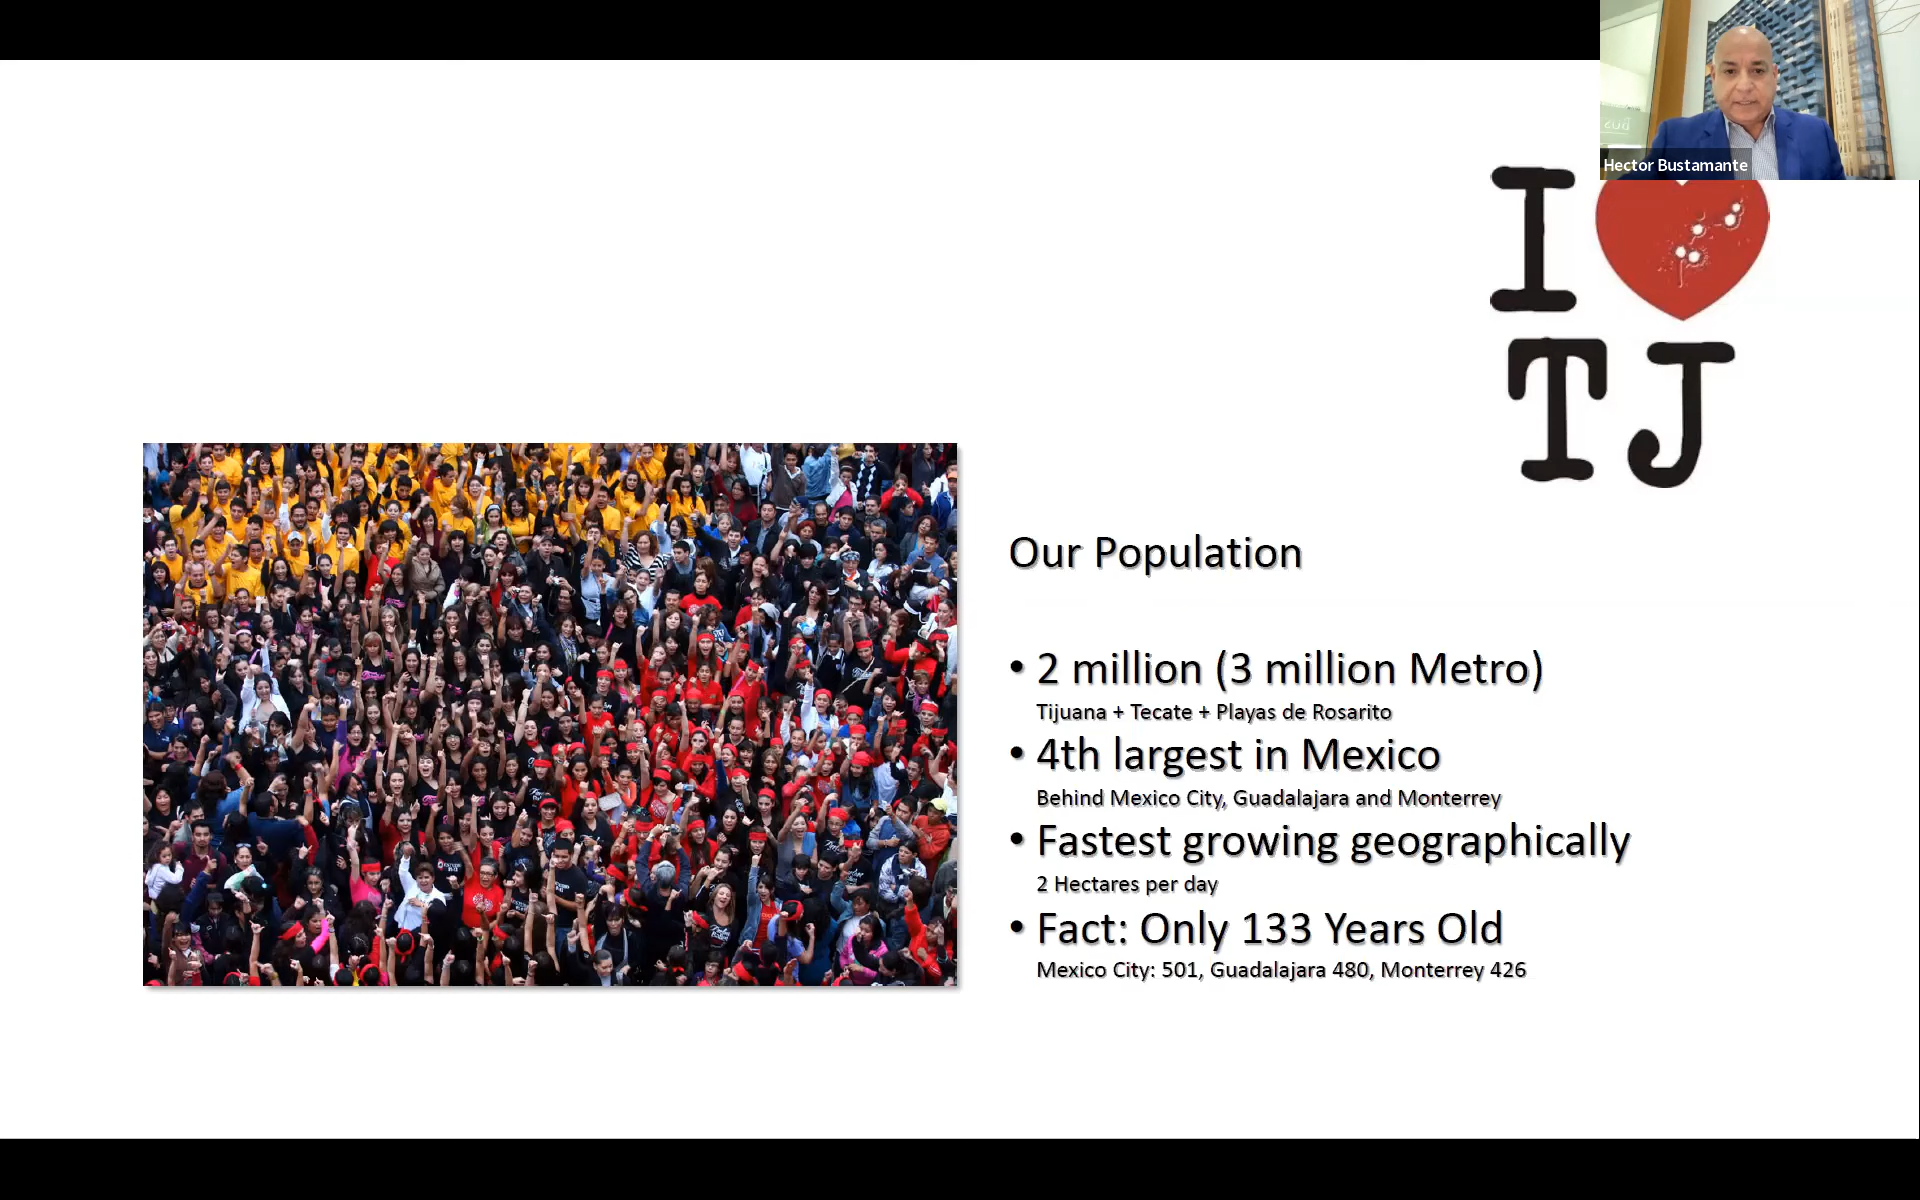 Hector Bustamante
I
TJ
Our Population
• 2 million (3 million Metro)
Tijuana + Tecate + Playas de Rosarito
• 4th largest in Mexico
Behind Mexico City, Guadalajara and Monterrey
• Fastest growing geographically
2 Hectares per day
• Fact: Only 133 Years Old
Mexico City: 501, Guadalajara 480, Monterrey 426